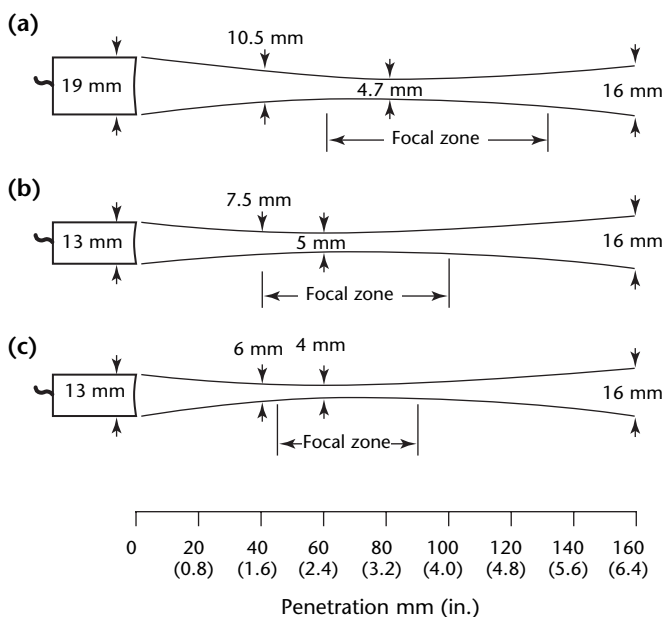 (a)
10.5 mm
19 mm
4.7 mm
16 mm
Focal zone
(b)
7.5 mm
13 mm
5 mm
16 mm
Focal zone
(c)
6 mm 4 mm
13 mm
16 mm
Focal zone
0 20 40 60 80 100 120 140 160
(0.8) (1.6) (2.4) (3.2) (4.0) (4.8) (5.6) (6.4)
Penetration mm (in.)